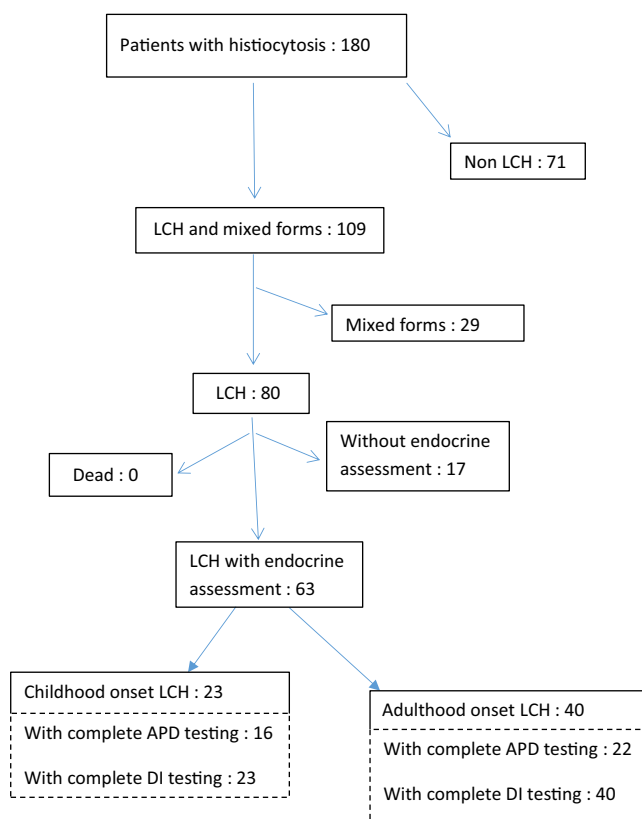 Patients with histiocytosis : 180
Non LCH : 71
LCH and mixed forms : 109
Mixed forms : 29
LCH : 80
Without endocrine
assessment : 17
Dead : 0
LCH with endocrine
assessment : 63
Childhood onset LCH : 23
With complete APD testing : 16
With complete DI testing : 23
Adulthood onset LCH : 40
With complete APD testing : 22
With complete DI testing : 40